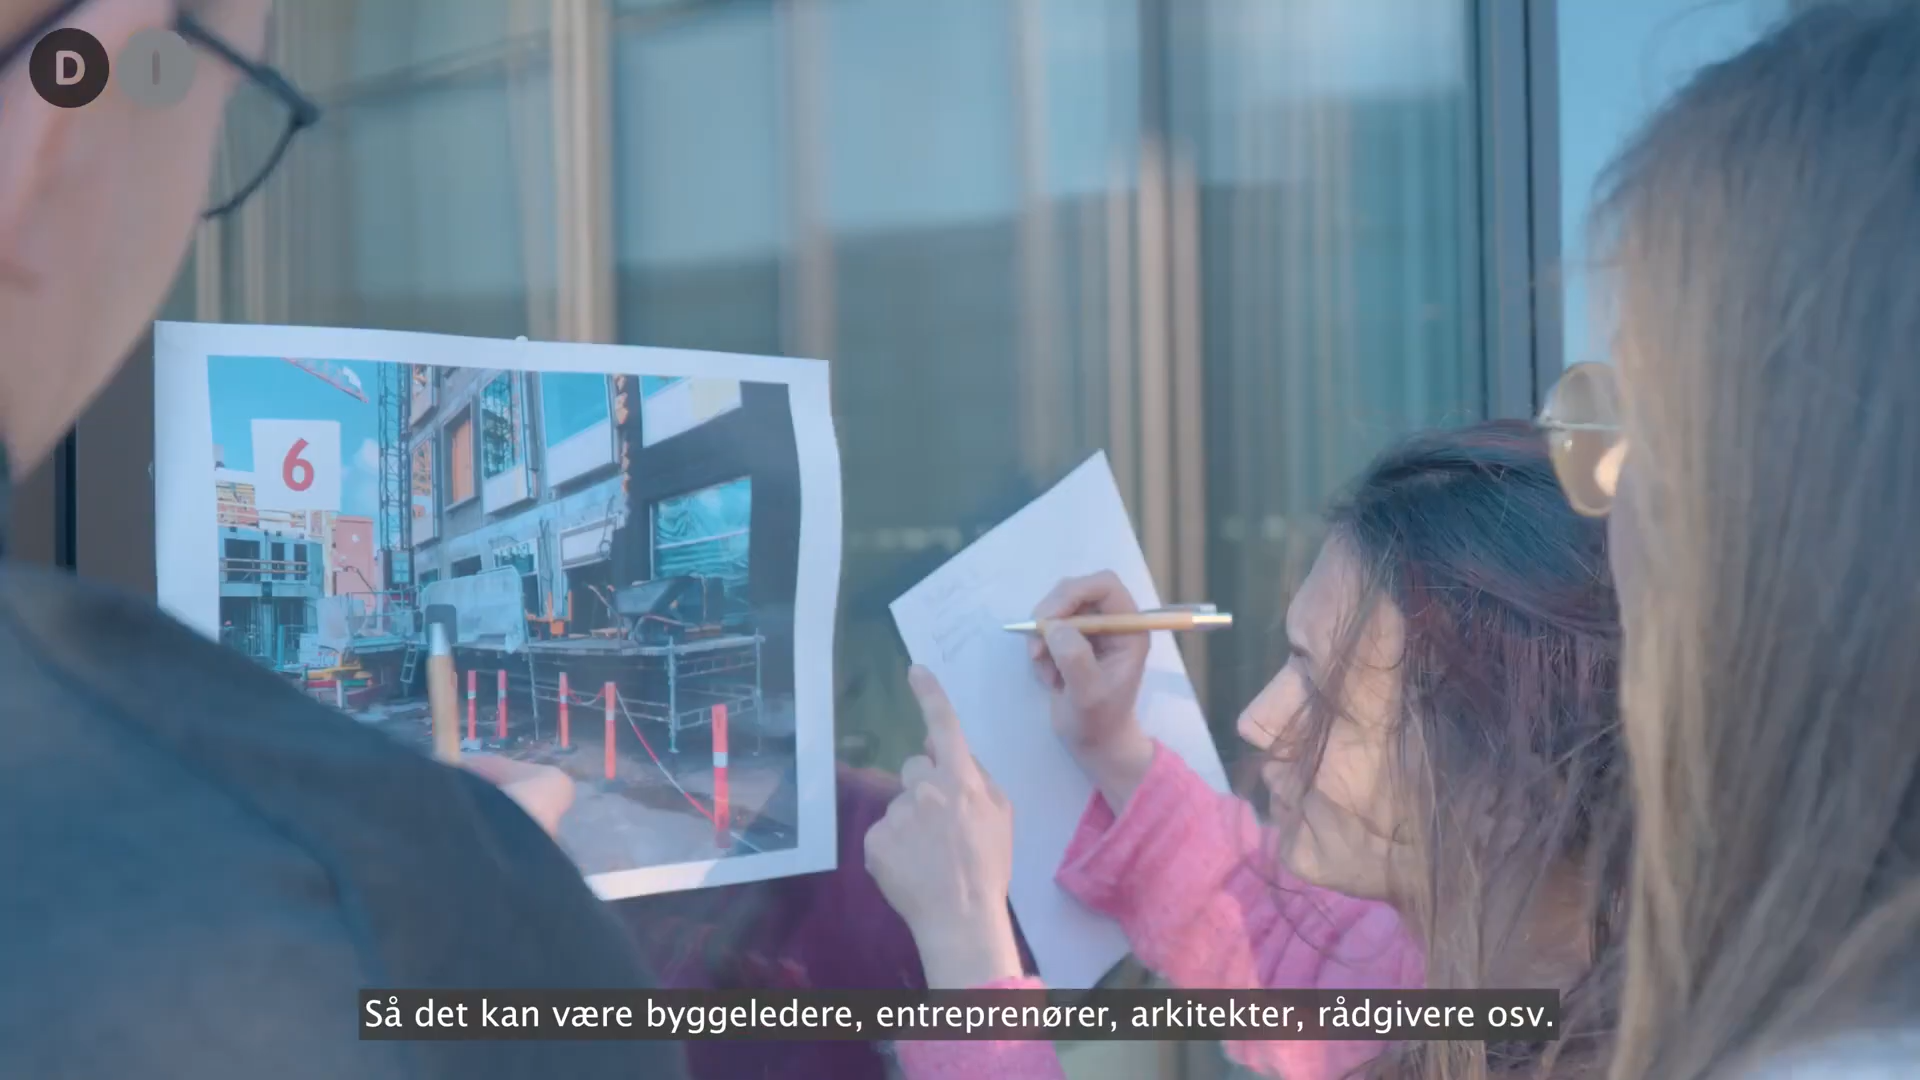 D I
6
Så det kan være byggeledere, entreprenører, arkitekter, rådgivere osv.